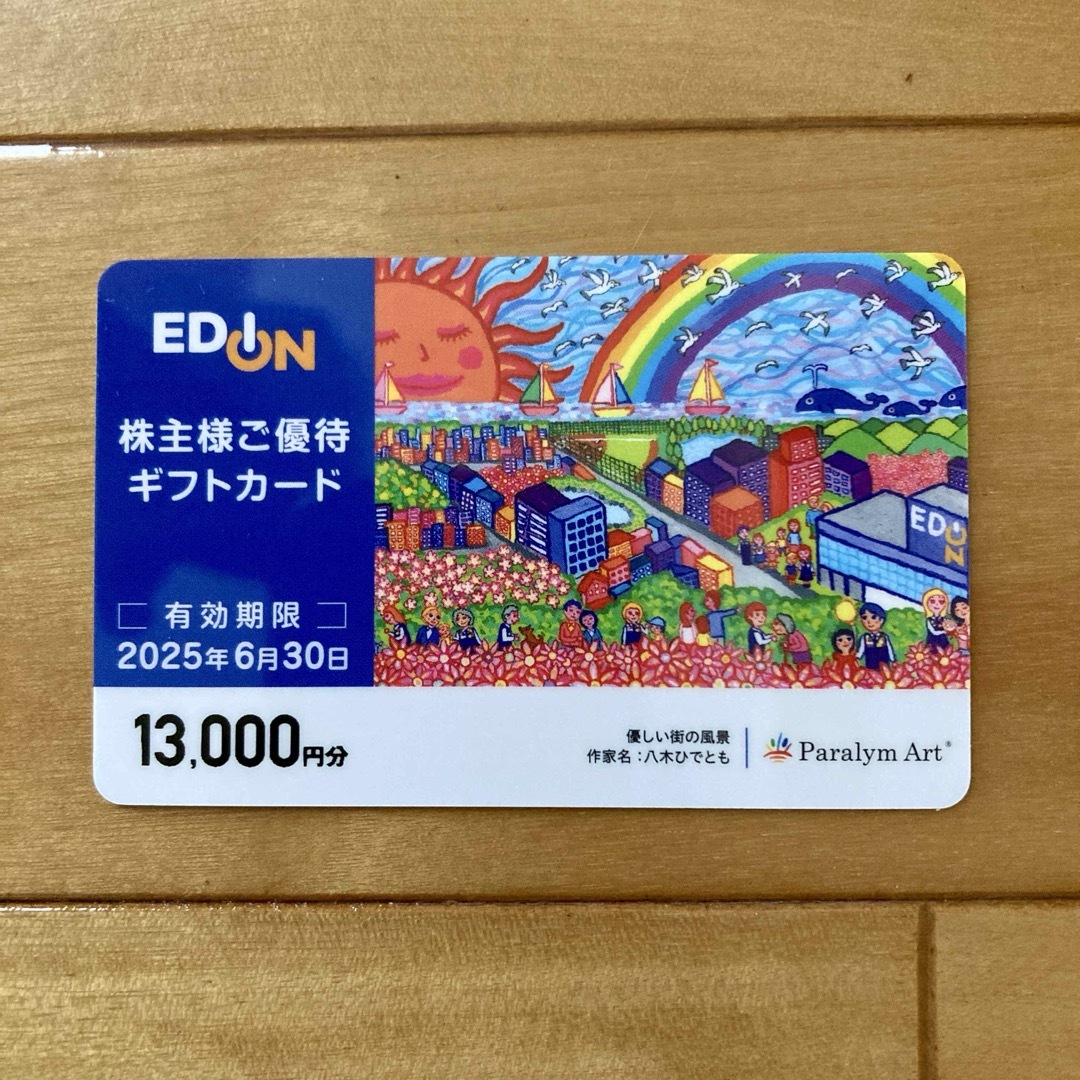 EDION
株主様ご優待
ギフトカード
有効期限
2025年6月30日
EDION
13,000円分
優しい街の風景
作家名：八木ひでとも
Paralym Art®